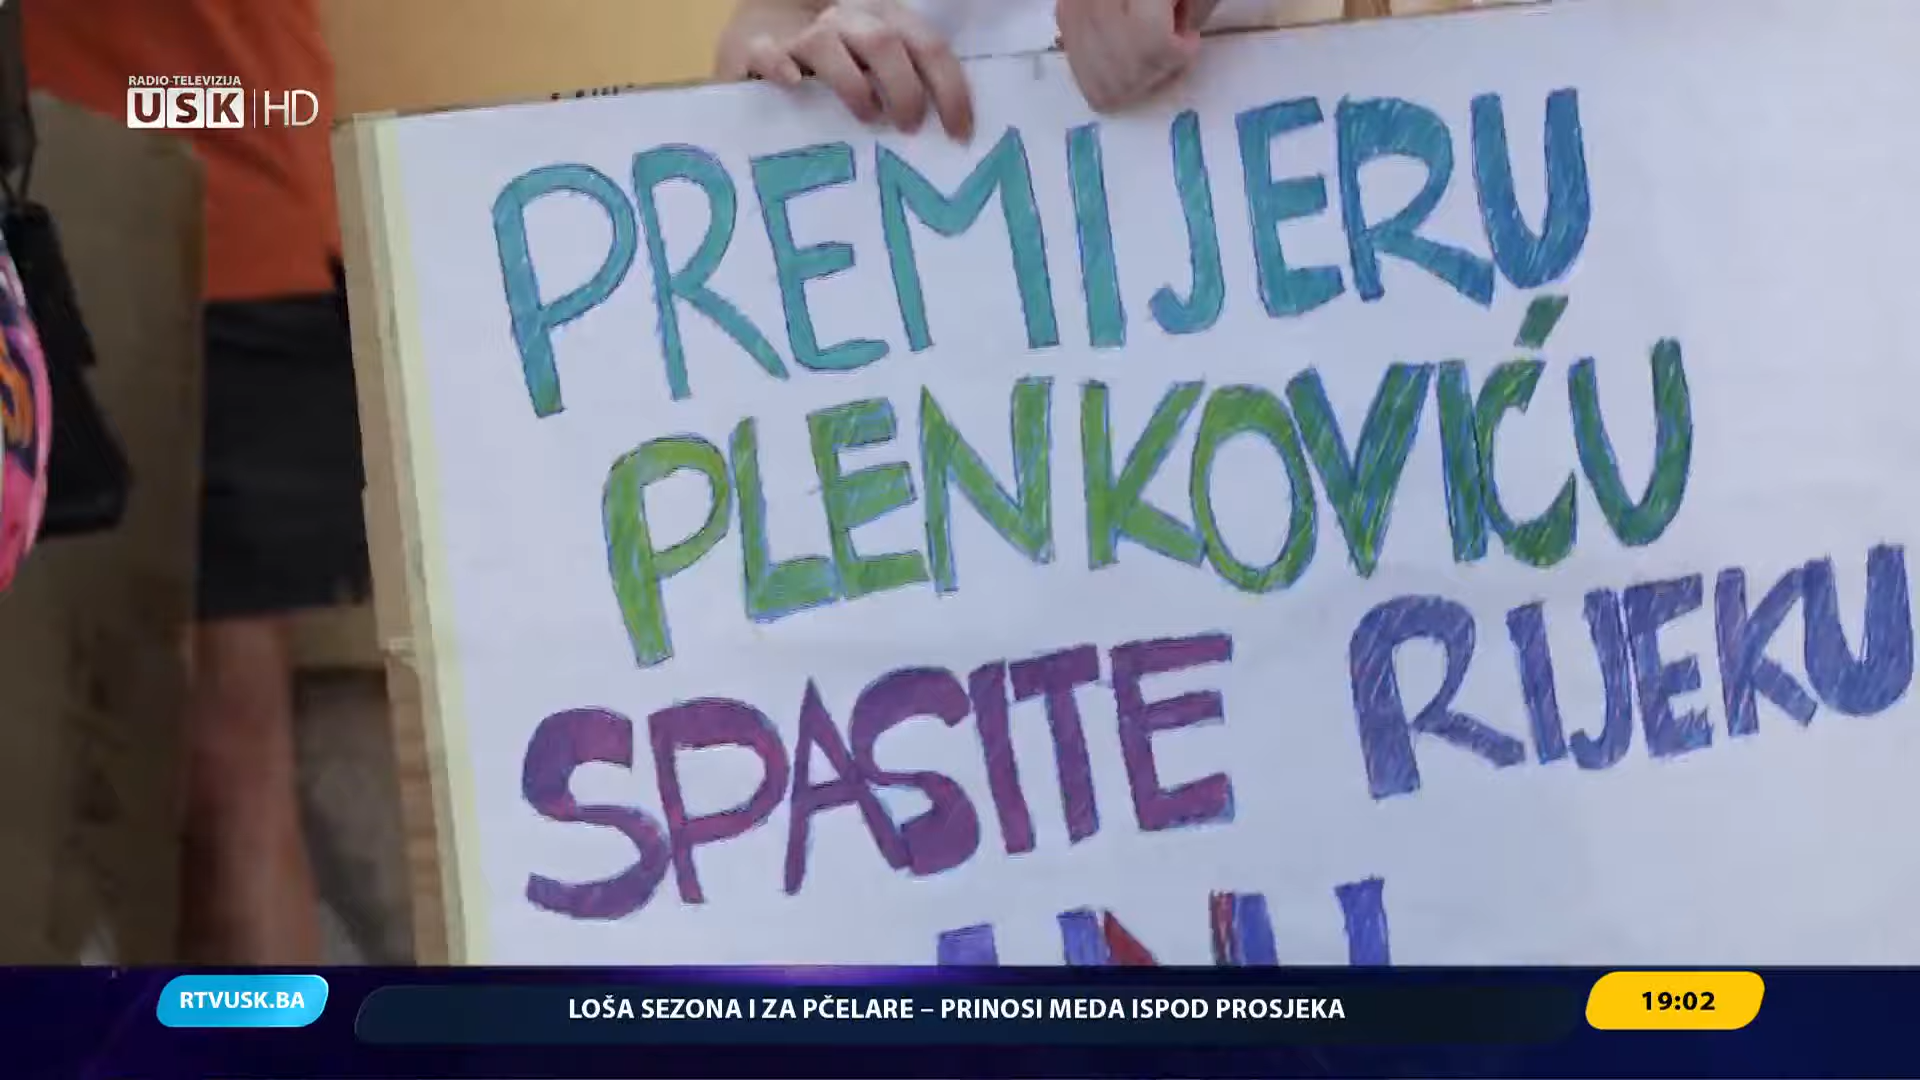 RADIO-TELEVIZIJA
USK HD
PREMIJERU
PLENKOVIĆU
SPASITE RIJEKU
RTVUSK.BA
LOŠA SEZONA I ZA PČELARE – PRINOSI MEDA ISPOD PROSJEKA
19:02